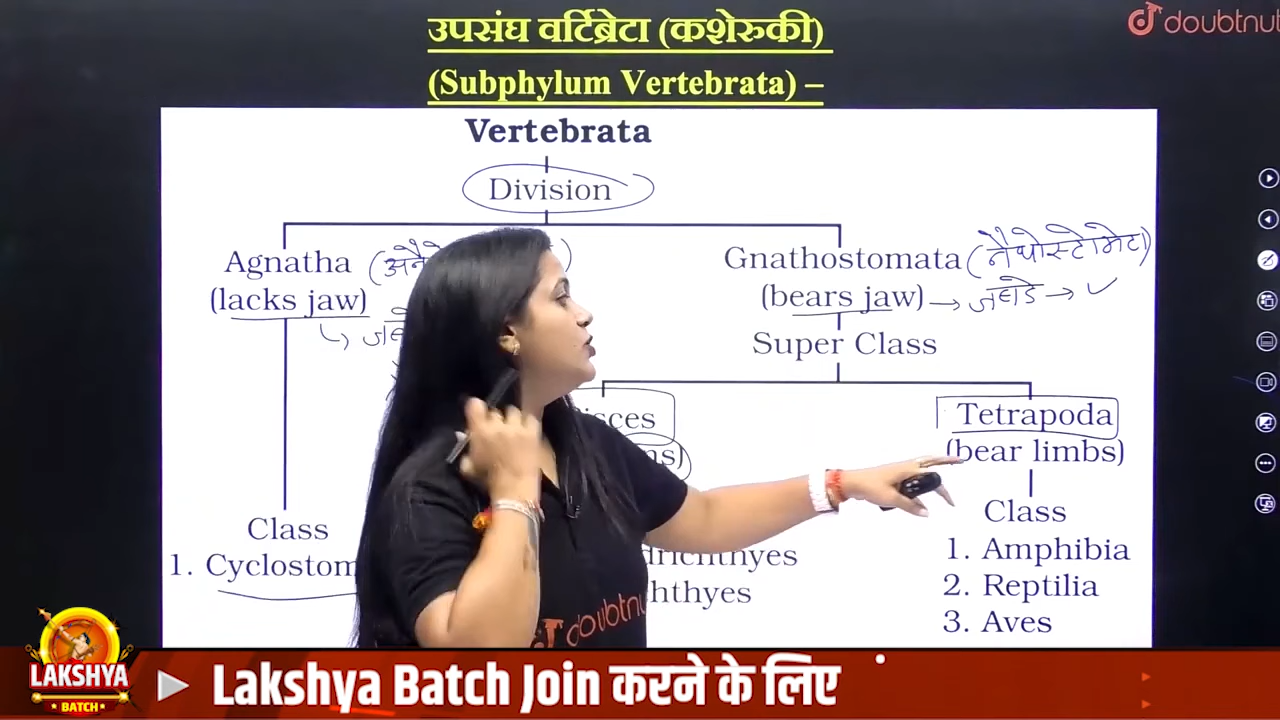 उपसंघ वर्टिब्रेटा (कशेरुकी)
doubtnut
(Subphylum Vertebrata) –
Vertebrata
Division
Agnatha
Gnathostomata (नैथोस्टोमेटा)
(lacks jaw)
(bears jaw) → जबड़े → ✓
Super Class
Tetrapoda
(bear limbs)
Class
Class
1. Amphibia
2. Reptilia
3. Aves
doubtnut
LAKSHYA
BATCH
Lakshya Batch Join करने के लिए